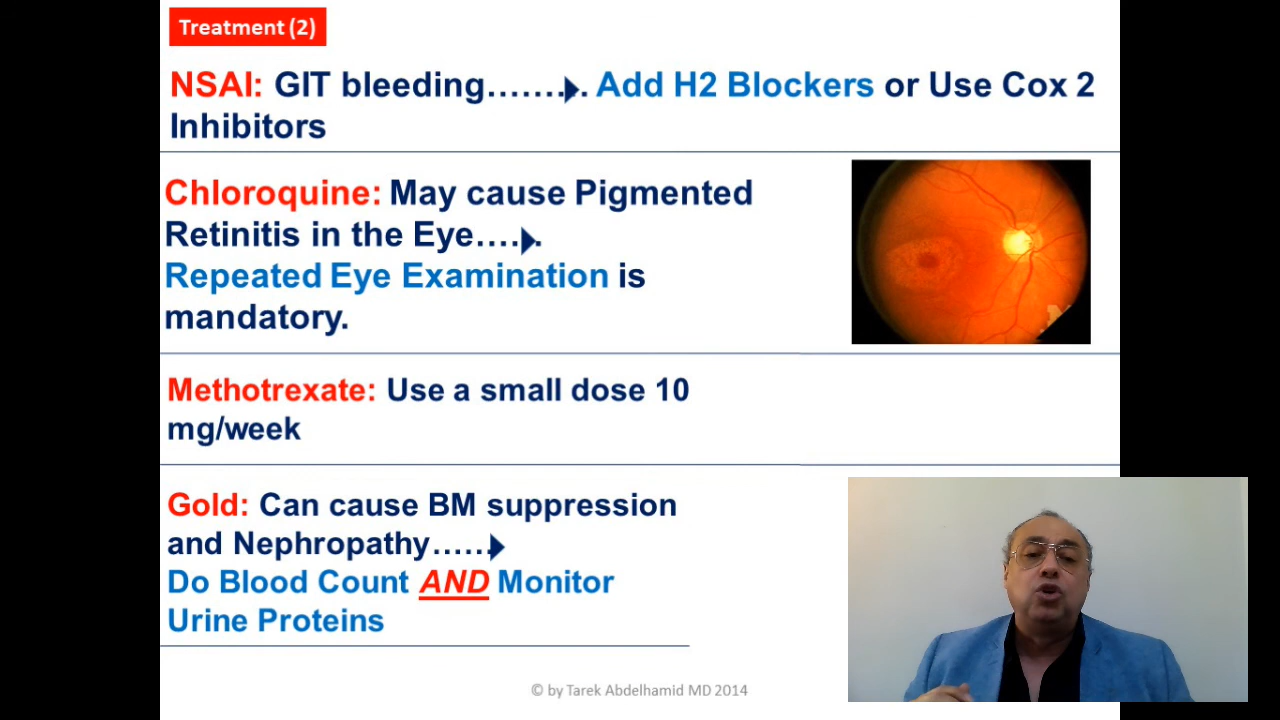 Treatment (2)
NSAI: GIT bleeding........ Add H2 Blockers or Use Cox 2
Inhibitors
Chloroquine: May cause Pigmented
Retinitis in the Eye.....
Repeated Eye Examination is
mandatory.
Methotrexate: Use a small dose 10
mg/week
Gold: Can cause BM suppression
and Nephropathy......
Do Blood Count AND Monitor
Urine Proteins
© by Tarek Abdelhamid MD 2014